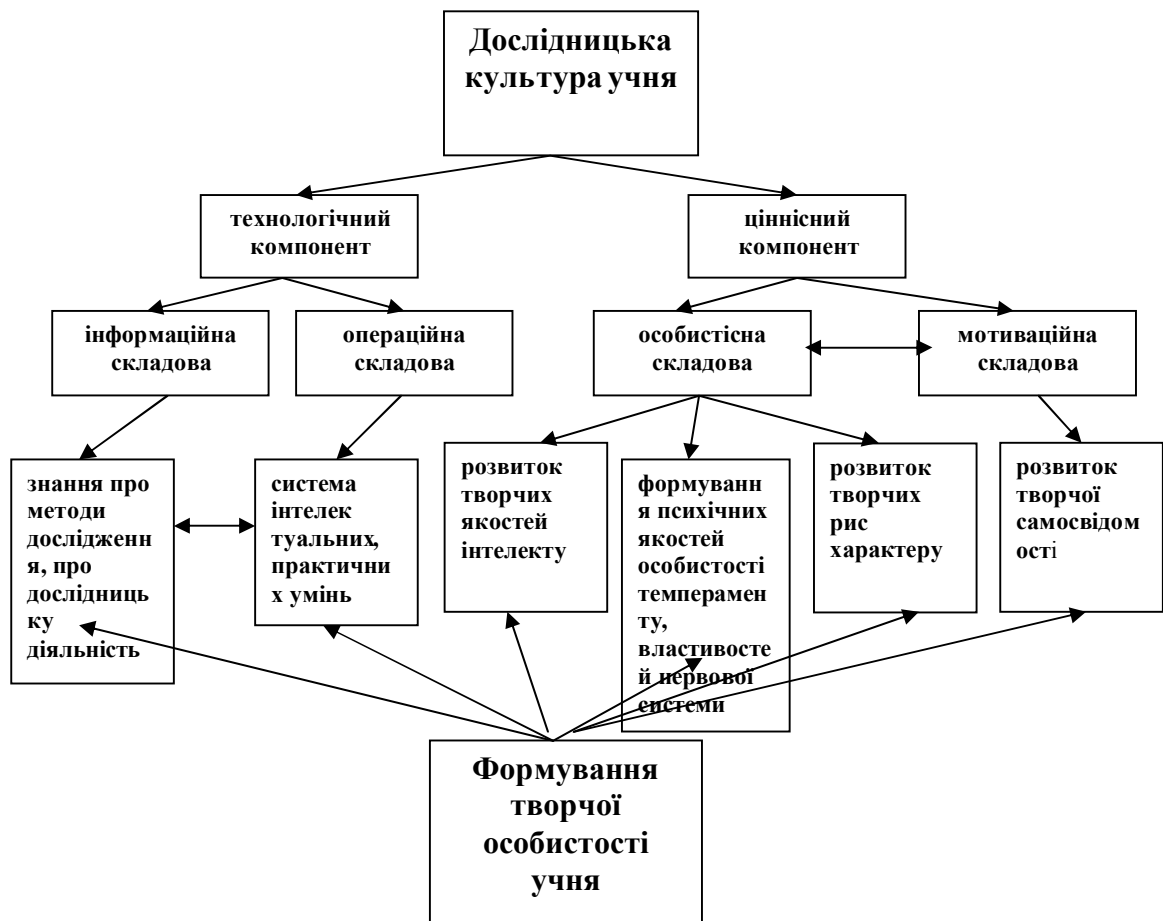 Дослідницька
культура учня
технологічний
компонент
ціннісний
компонент
інформаційна
складова
операційна
складова
особистісна
складова
мотиваційна
складова
знання про
методи
дослідженн
я, про
дослідниць
ку
діяльність
система
інтелек
туальних,
практични
х умінь
розвиток
творчих
якостей
інтелекту
формуванн
я психічних
якостей
особистості
темперамен
ту,
властивосте
й нервової
системи
розвиток
творчих
рис
характеру
розвиток
творчої
самосвідом
ості
Формування
творчої
особистості
учня